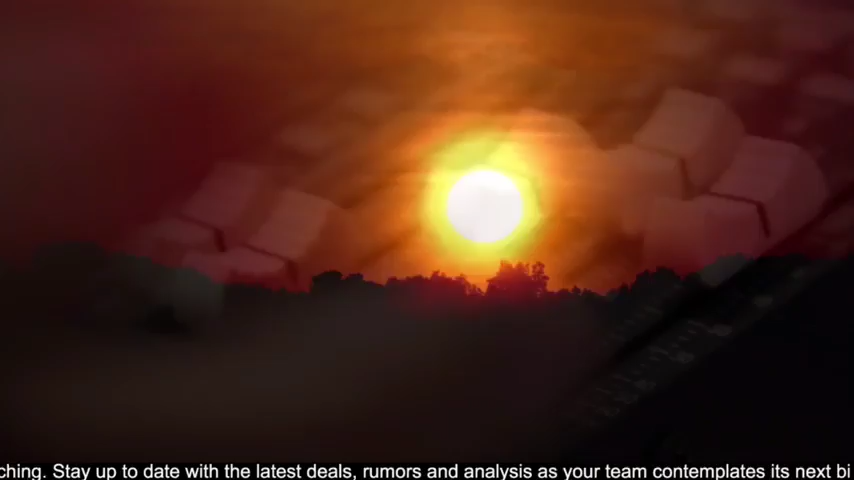 ching. Stay up to date with the latest deals, rumors and analysis as your team contemplates its next bi